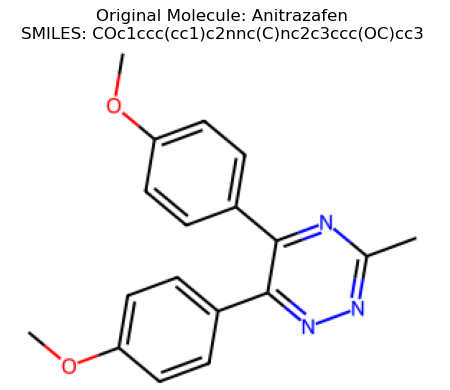 Original Molecule: Anitrazafen
SMILES: COc1ccc(cc1)c2nnc(C)nc2c3ccc(OC)cc3
O
N
N
N
O